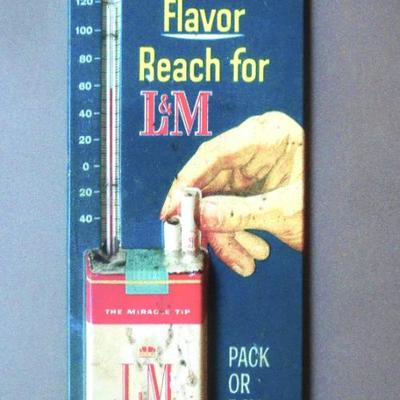 Flavor
Reach for
L&M
120
100
80
60
40
20
0
20
40
THE MIRACLE TIP
L&M
PACK
OR